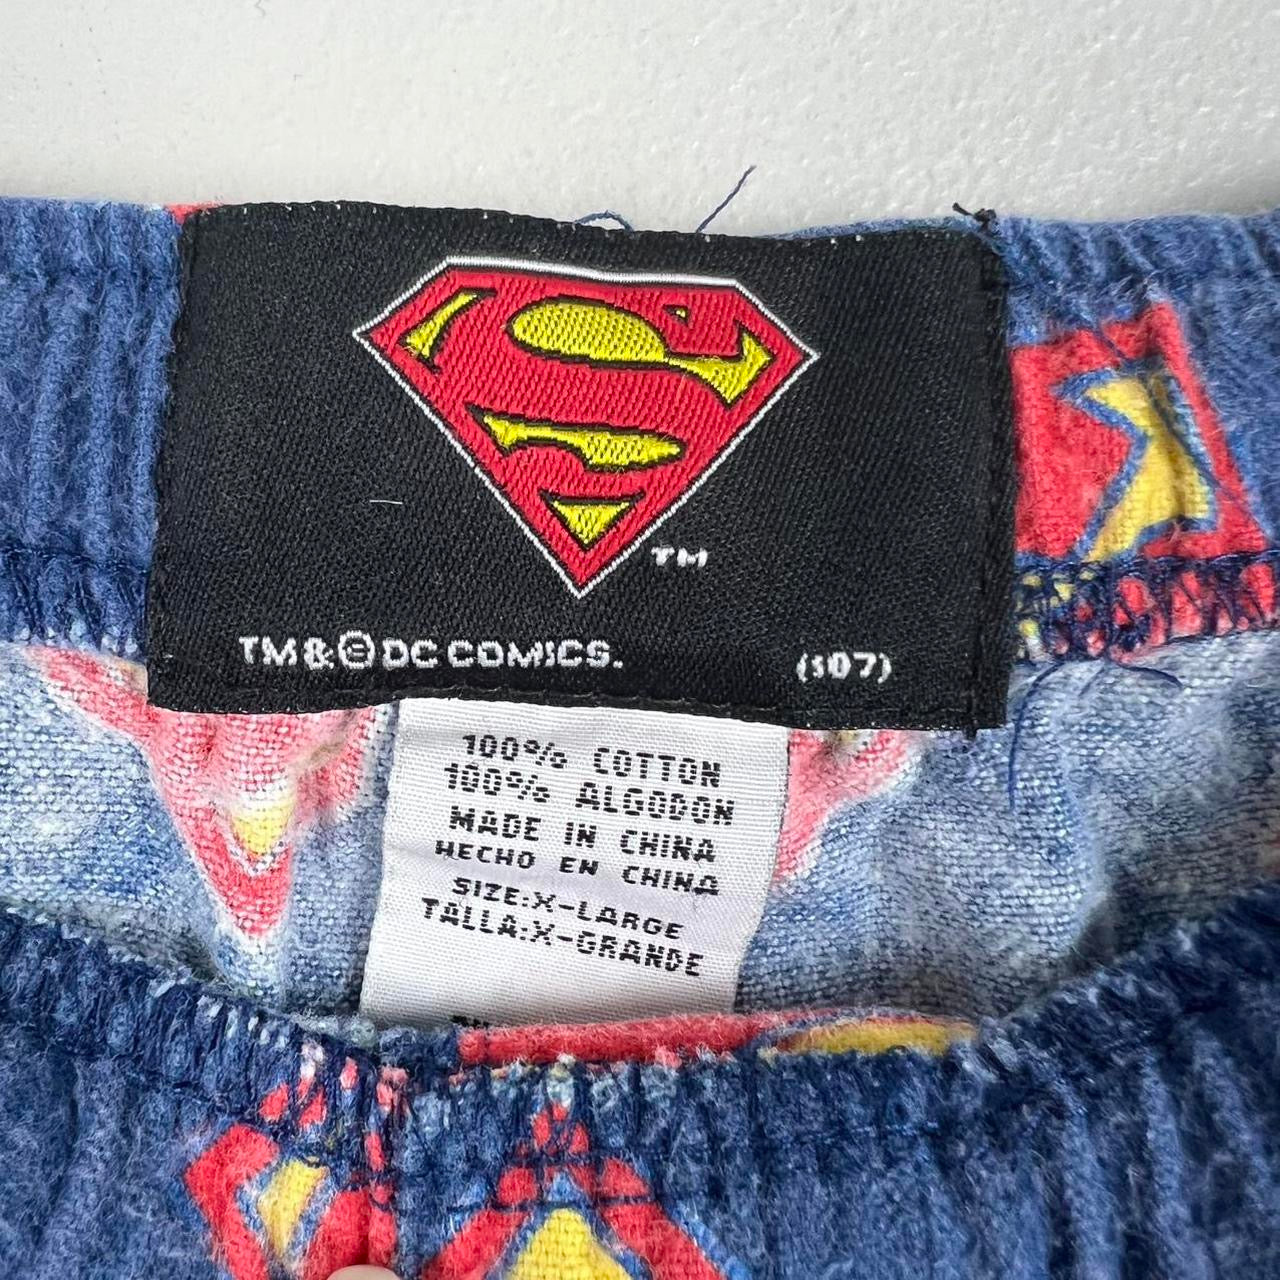 S
TM
TM & © DC COMICS. (s07)
100% COTTON
100% ALGODON
MADE IN CHINA
HECHO EN CHINA
SIZE:X-LARGE
TALLA:X-GRANDE